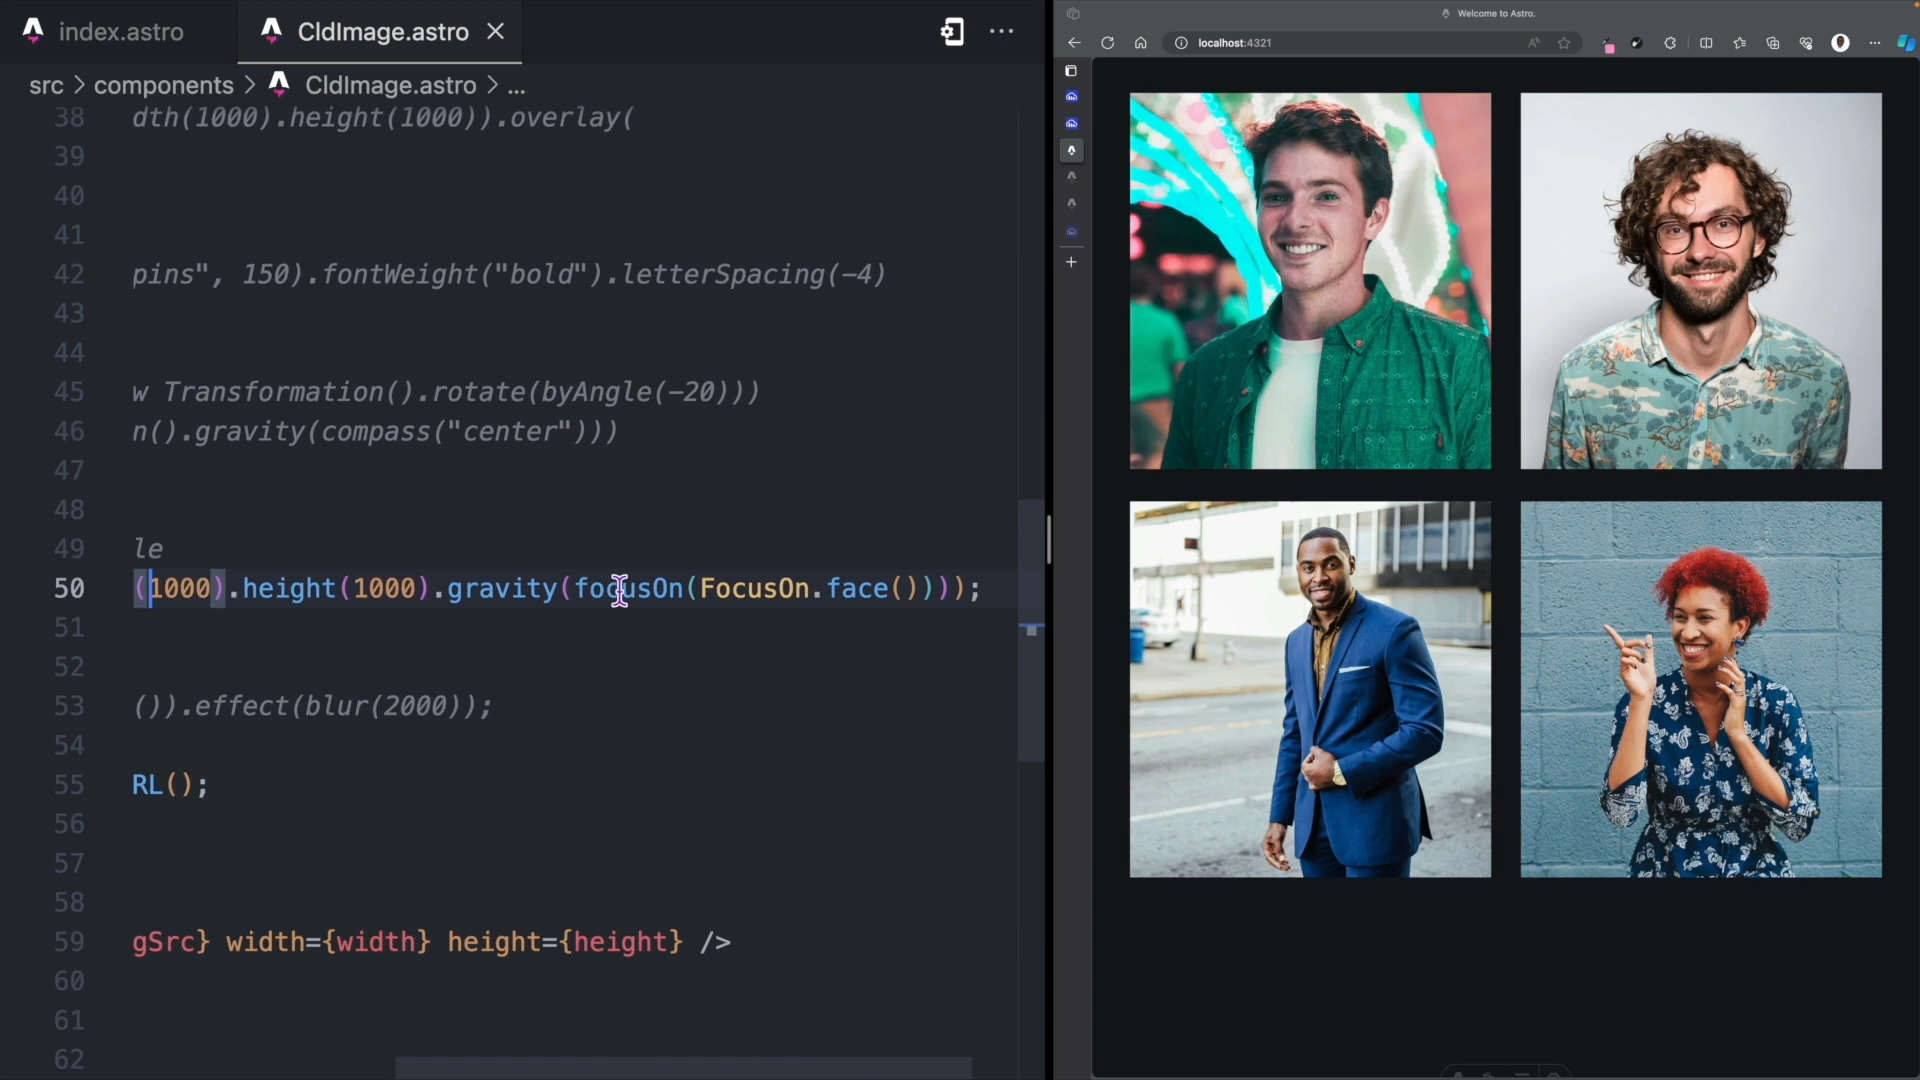 index.astro
CldImage.astro
src > components > CldImage.astro > ...
38 dth(1000).height(1000)).overlay(
39
40
41
42 pins", 150).fontWeight("bold").letterSpacing(-4)
43
44
45 w Transformation().rotate(byAngle(-20)))
46 n().gravity(compass("center")))
47
48
49 le
50 (1000).height(1000).gravity(focusOn(FocusOn.face())));
51
52
53 ()).effect(blur(2000));
54
55 RL();
56
57
58
59 gSrc} width={width} height={height} />
60
61
62
Welcome to Astro.
localhost:4321